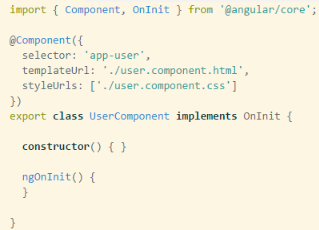 import { Component, OnInit } from '@angular/core';
@Component({
selector: 'app-user',
templateUrl: './user.component.html',
styleUrls: ['./user.component.css']
})
export class UserComponent implements OnInit {
constructor() { }
ngOnInit() {
}
}